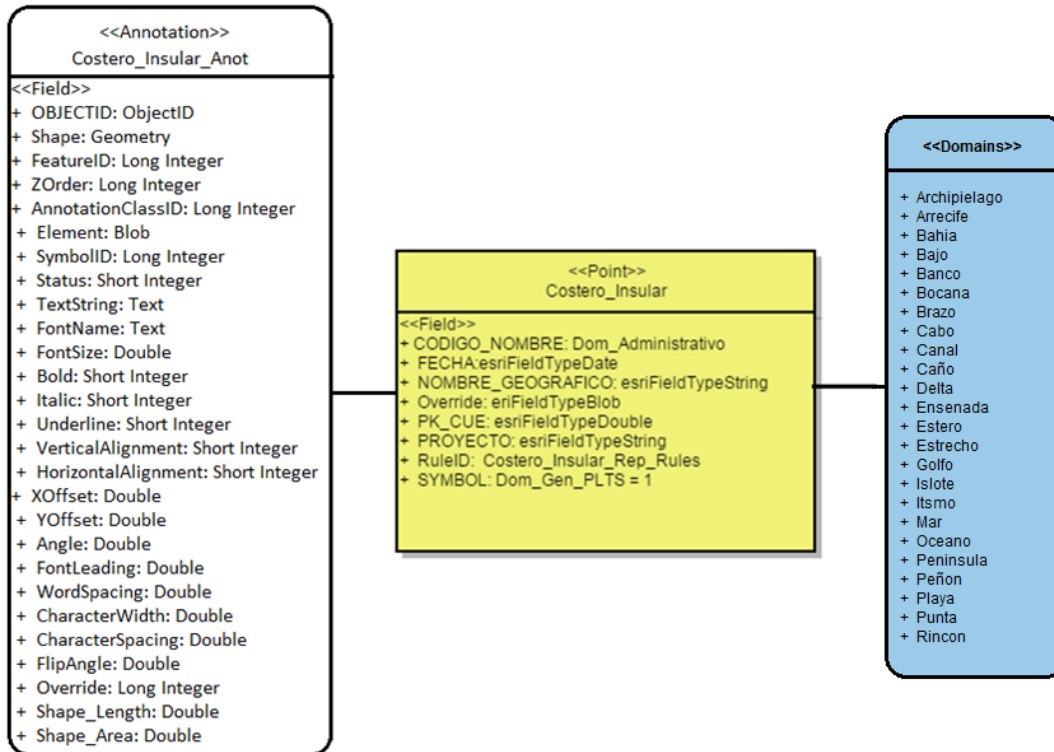 <<Annotation>>
Costero_Insular_Anot
<<Field>>
+ OBJECTID: ObjectID
+ Shape: Geometry
+ FeatureID: Long Integer
+ ZOrder: Long Integer
+ AnnotationClassID: Long Integer
+ Element: Blob
+ SymbolID: Long Integer
+ Status: Short Integer
+ TextString: Text
+ FontName: Text
+ FontSize: Double
+ Bold: Short Integer
+ Italic: Short Integer
+ Underline: Short Integer
+ VerticalAlignment: Short Integer
+ HorizontalAlignment: Short Integer
+ XOffset: Double
+ YOffset: Double
+ Angle: Double
+ FontLeading: Double
+ WordSpacing: Double
+ CharacterWidth: Double
+ CharacterSpacing: Double
+ FlipAngle: Double
+ Override: Long Integer
+ Shape_Length: Double
+ Shape_Area: Double
<<Point>>
Costero_Insular
<<Field>>
+ CODIGO_NOMBRE: Dom_Administrativo
+ FECHA:esriFieldTypeDate
+ NOMBRE_GEOGRAFICO: esriFieldTypeString
+ Override: eriFieldTypeBlob
+ PK_CUE: esriFieldTypeDouble
+ PROYECTO: esriFieldTypeString
+ RuleID: Costero_Insular_Rep_Rules
+ SYMBOL: Dom_Gen_PLTS = 1
<<Domains>>
+ Archipielago
+ Arrecife
+ Bahia
+ Bajo
+ Banco
+ Bocana
+ Brazo
+ Cabo
+ Canal
+ Caño
+ Delta
+ Ensenada
+ Estero
+ Estrecho
+ Golfo
+ Islote
+ Itsmo
+ Mar
+ Oceano
+ Peninsula
+ Peñon
+ Playa
+ Punta
+ Rincon